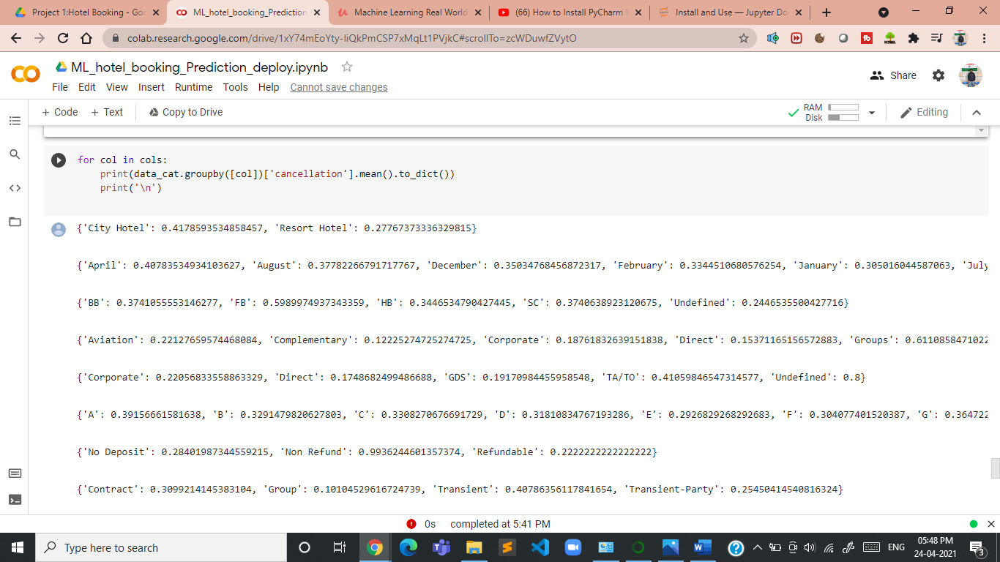 Project 1:Hotel Booking - Goo
ML_hotel_booking_Prediction
Machine Learning Real World
(66) How to Install PyCharm I
Install and Use — Jupyter Do
colab.research.google.com/drive/1xY74mEoYty-IiQkPmCSP7xMqLt1PVjkC#scrollTo=zcWDuwfZVytO
ML_hotel_booking_Prediction_deploy.ipynb
Share
File Edit View Insert Runtime Tools Help Cannot save changes
+ Code + Text Copy to Drive
RAM
Disk
Editing
for col in cols:
    print(data_cat.groupby([col])['cancellation'].mean().to_dict())
    print('\n')
{'City Hotel': 0.4178593534858457, 'Resort Hotel': 0.27767373336329815}
{'April': 0.40783534934103627, 'August': 0.37782266791717767, 'December': 0.35034768456872317, 'February': 0.3344510680576254, 'January': 0.305016044587063, 'July
{'BB': 0.3741055553146277, 'FB': 0.5989974937343359, 'HB': 0.3446534790427445, 'SC': 0.3740638923120675, 'Undefined': 0.2446535500427716}
{'Aviation': 0.22127659574468084, 'Complementary': 0.12225274725274725, 'Corporate': 0.18761832639151838, 'Direct': 0.15371165156572883, 'Groups': 0.6110858471022
{'Corporate': 0.22056833558863329, 'Direct': 0.1748682499486688, 'GDS': 0.19170984455958548, 'TA/TO': 0.41059846547314577, 'Undefined': 0.8}
{'A': 0.39156661581638, 'B': 0.3291479820627803, 'C': 0.3308270676691729, 'D': 0.31810834767193286, 'E': 0.2926829268292683, 'F': 0.304077401520387, 'G': 0.364722
{'No Deposit': 0.28401987344559215, 'Non Refund': 0.9936244601357374, 'Refundable': 0.2222222222222222}
{'Contract': 0.3099214145383104, 'Group': 0.10104529616724739, 'Transient': 0.40786356117841654, 'Transient-Party': 0.25450414540816324}
0s completed at 5:41 PM
Type here to search
ENG
05:48 PM
24-04-2021
3